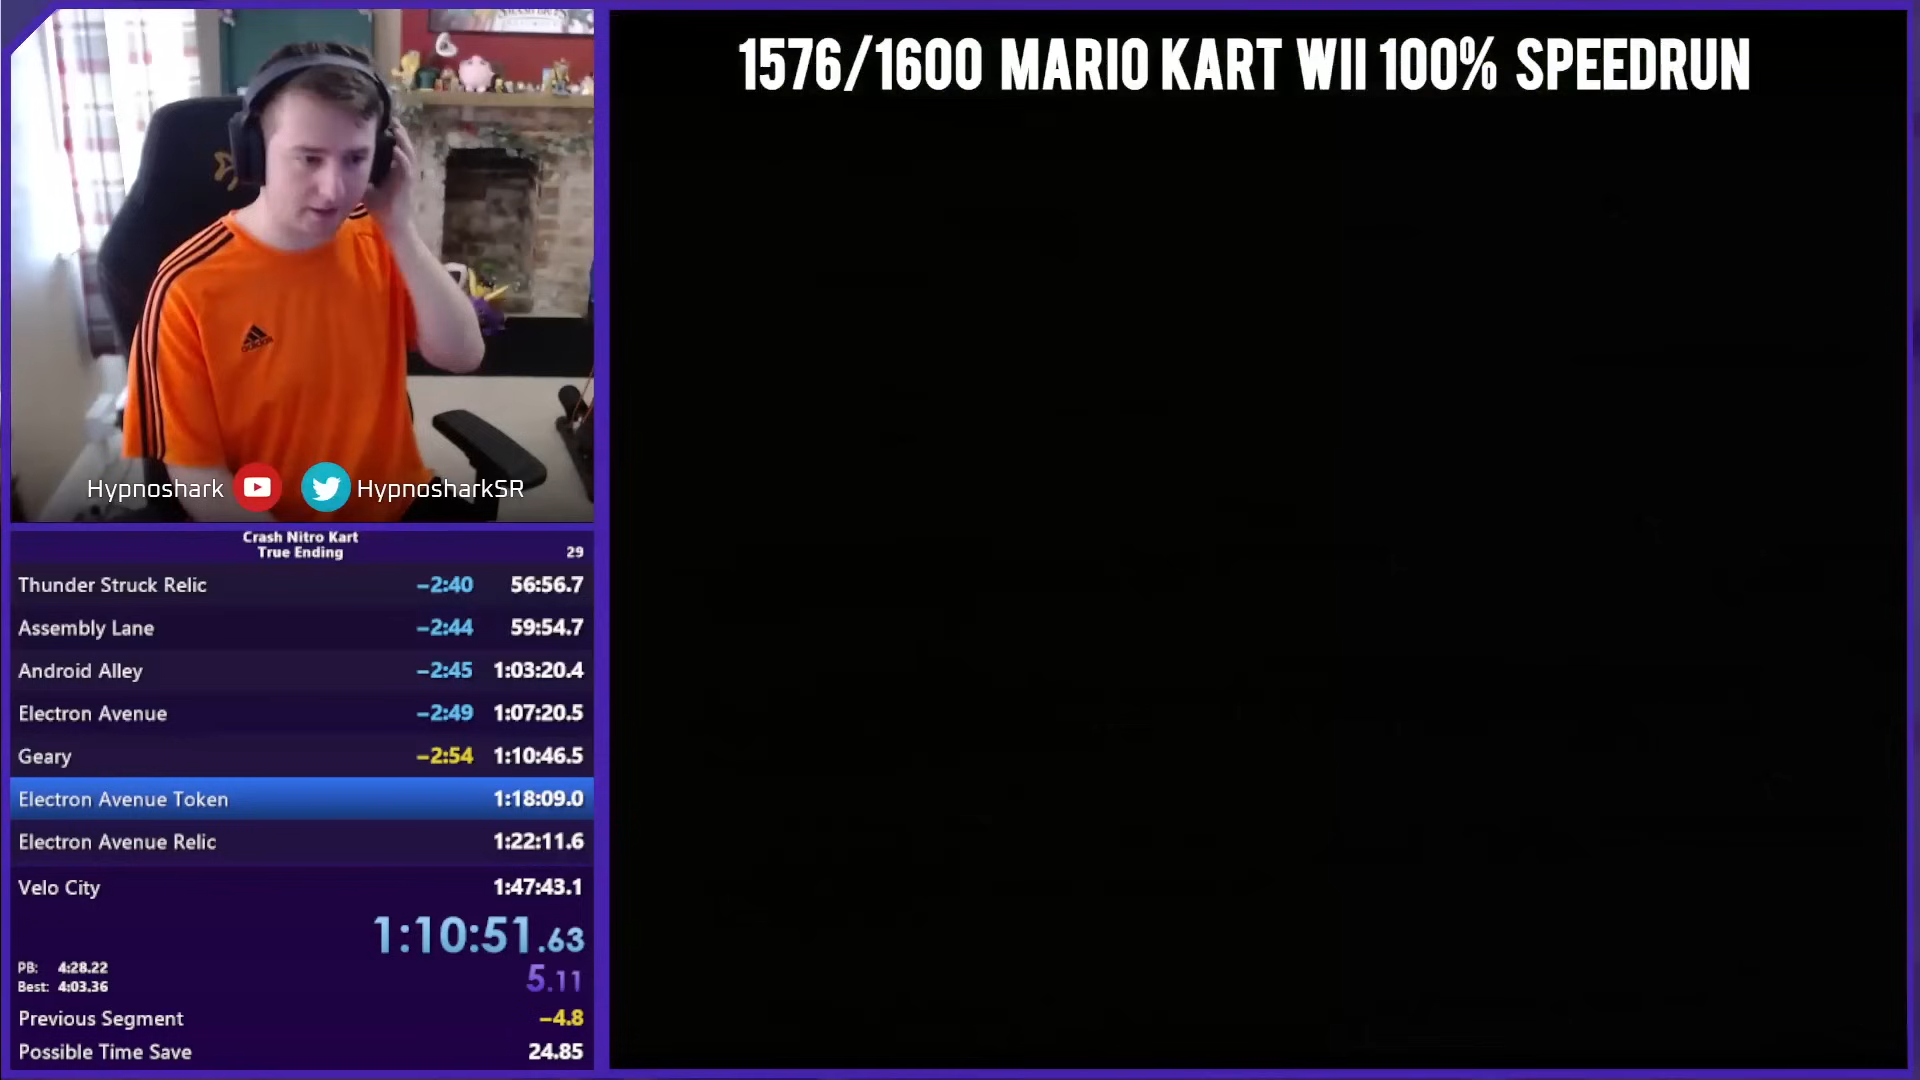 1576/1600 MARIO KART WII 100% SPEEDRUN
adidas
Hypnoshark HypnosharkSR
Crash Nitro Kart
True Ending 29
Thunder Struck Relic −2:40 56:56.7
Assembly Lane −2:44 59:54.7
Android Alley −2:45 1:03:20.4
Electron Avenue −2:49 1:07:20.5
Geary −2:54 1:10:46.5
Electron Avenue Token 1:18:09.0
Electron Avenue Relic 1:22:11.6
Velo City 1:47:43.1
1:10:51.63
PB: 4:28.22
Best: 4:03.36
5.11
Previous Segment −4.8
Possible Time Save 24.85